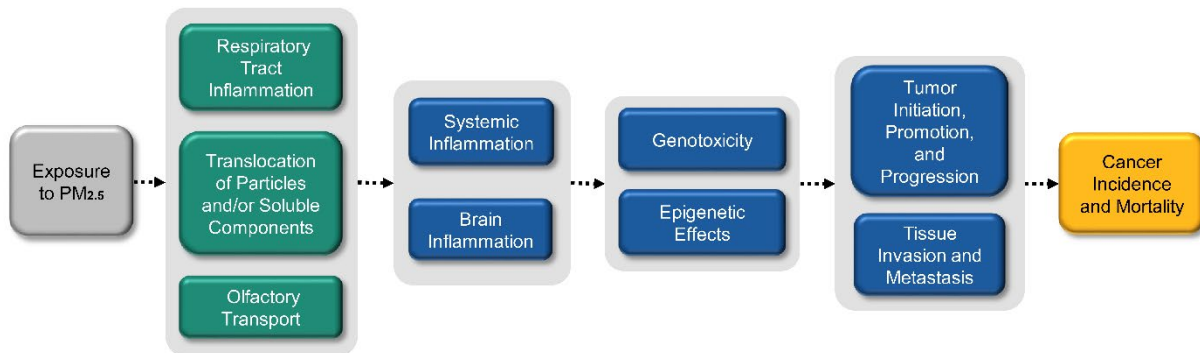 Exposure
to PM2.5
Respiratory
Tract
Inflammation
Translocation
of Particles
and/or Soluble
Components
Olfactory
Transport
Systemic
Inflammation
Brain
Inflammation
Genotoxicity
Epigenetic
Effects
Tumor
Initiation,
Promotion,
and
Progression
Tissue
Invasion and
Metastasis
Cancer
Incidence
and Mortality